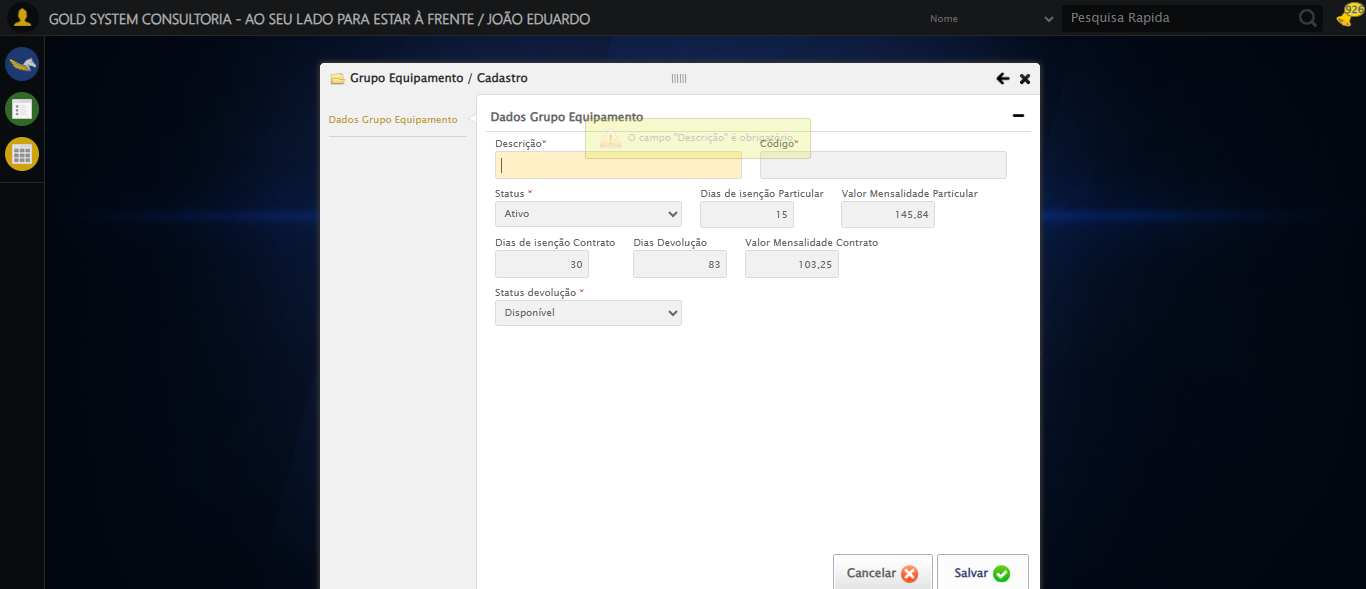 GOLD SYSTEM CONSULTORIA - AO SEU LADO PARA ESTAR À FRENTE / JOÃO EDUARDO
Nome
Pesquisa Rapida
926
Grupo Equipamento / Cadastro
Dados Grupo Equipamento
Dados Grupo Equipamento
O campo "Descrição" é obrigatório
Descrição*
Código*
Status *
Dias de isenção Particular
Valor Mensalidade Particular
Ativo
15
145,84
Dias de isenção Contrato
Dias Devolução
Valor Mensalidade Contrato
30
83
103,25
Status devolução *
Disponível
Cancelar
Salvar